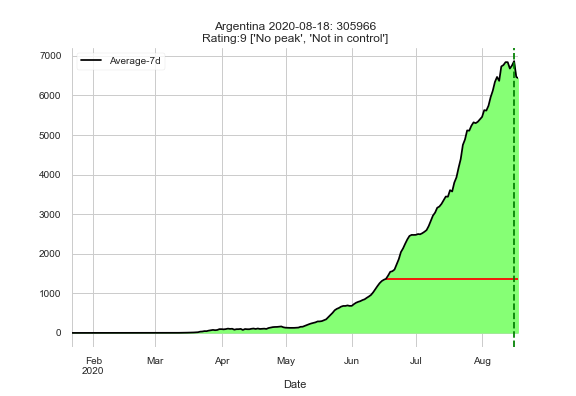 Argentina 2020-08-18: 305966
Rating:9 ['No peak', 'Not in control']
Average-7d
7000
6000
5000
4000
3000
2000
1000
0
Feb
2020
Mar
Apr
May
Jun
Jul
Aug
Date